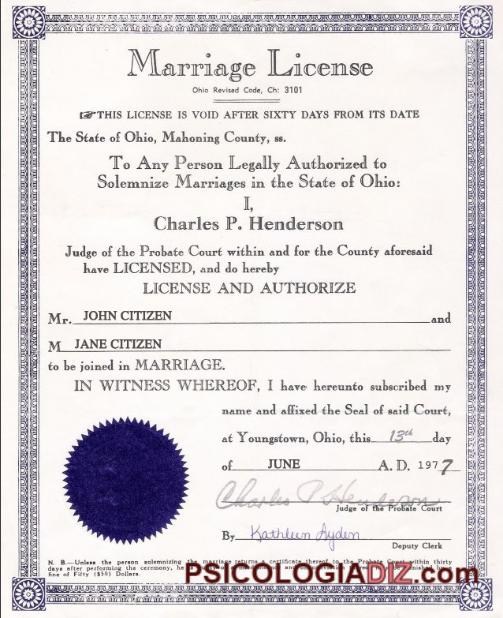 Marriage License
Ohio Revised Code, Ch: 3101
☞THIS LICENSE IS VOID AFTER SIXTY DAYS FROM ITS DATE
The State of Ohio, Mahoning County, ss.
To Any Person Legally Authorized to
Solemnize Marriages in the State of Ohio:
I,
Charles P. Henderson
Judge of the Probate Court within and for the County aforesaid
have LICENSED, and do hereby
LICENSE AND AUTHORIZE
Mr. JOHN CITIZEN and
M JANE CITIZEN
to be joined in MARRIAGE.
IN WITNESS WHEREOF, I have hereunto subscribed my
name and affixed the Seal of said Court,
at Youngstown, Ohio, this 13th day
of JUNE A. D. 1977
Charles P Henderson
Judge of the Probate Court
By Kathleen Ayden
Deputy Clerk
N. B.—Unless the person solemnizing the marriage returns a certificate thereof to the Probate Court within thirty
days after performing the ceremony, he
fine of Fifty ($50) Dollars.
PSICOLOGIADIZ.com